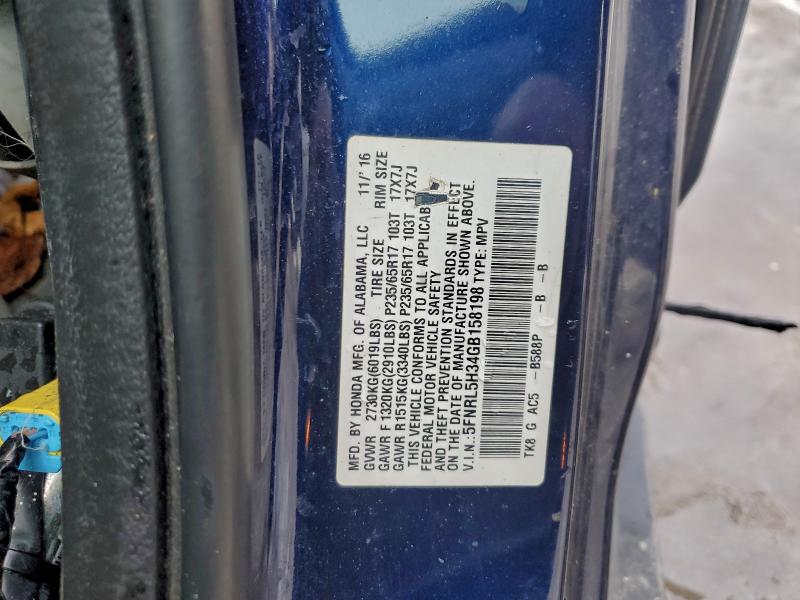 MFD. BY HONDA MFG. OF ALABAMA, LLC 11/' 16
GVWR 2730KG(6019LBS) TIRE SIZE RIM SIZE
GAWR F 1320KG(2910LBS) P235/65R17 103T 17X7J
GAWR R1515KG(3340LBS) P235/65R17 103T 17X7J
THIS VEHICLE CONFORMS TO ALL APPLICAB
FEDERAL MOTOR VEHICLE SAFETY
AND THEFT PREVENTION STANDARDS IN EFFECT
ON THE DATE OF MANUFACTURE SHOWN ABOVE.
V.I.N.:5FNRL5H34GB158198 TYPE: MPV
TK8 G AC5 -B588P -B -B